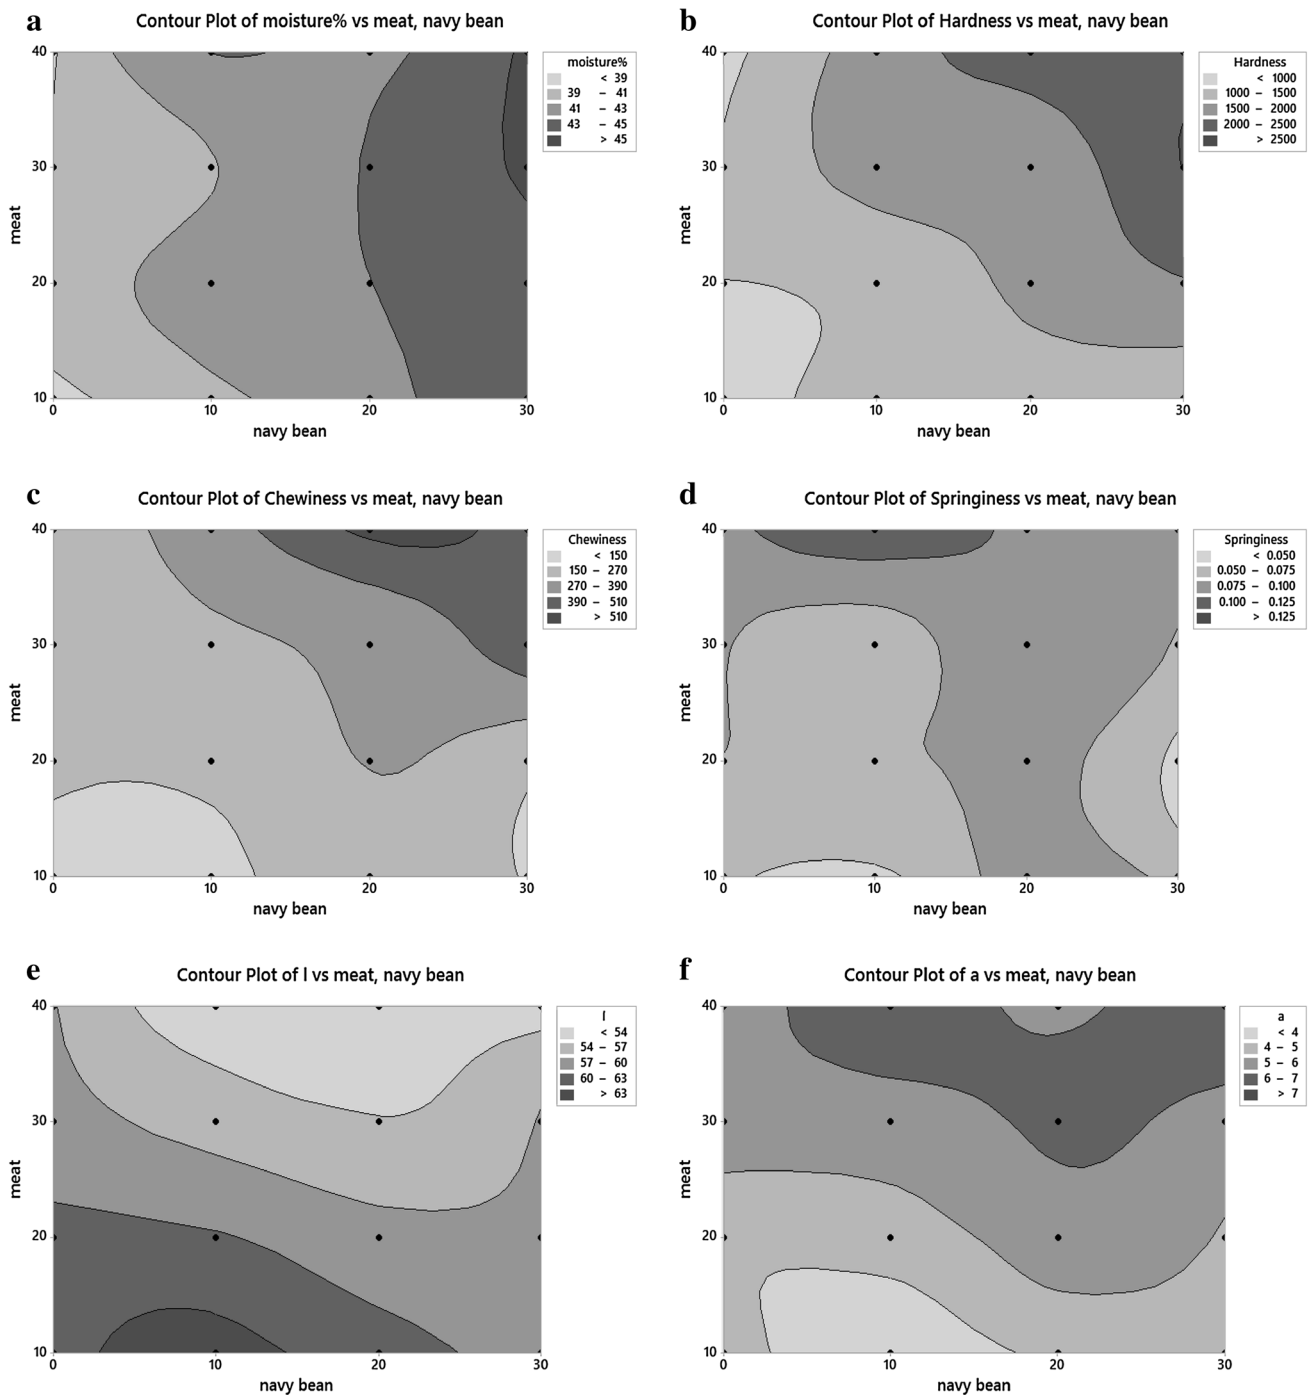 a
Contour Plot of moisture% vs meat, navy bean
40
30
20
10
meat
0 10 20 30
navy bean
moisture%
< 39
39 – 41
41 – 43
43 – 45
> 45
b
Contour Plot of Hardness vs meat, navy bean
40
30
20
10
meat
0 10 20 30
navy bean
Hardness
< 1000
1000 – 1500
1500 – 2000
2000 – 2500
> 2500
c
Contour Plot of Chewiness vs meat, navy bean
40
30
20
10
meat
0 10 20 30
navy bean
Chewiness
< 150
150 – 270
270 – 390
390 – 510
> 510
d
Contour Plot of Springiness vs meat, navy bean
40
30
20
10
meat
0 10 20 30
navy bean
Springiness
< 0.050
0.050 – 0.075
0.075 – 0.100
0.100 – 0.125
> 0.125
e
Contour Plot of l vs meat, navy bean
40
30
20
10
meat
0 10 20 30
navy bean
l
< 54
54 – 57
57 – 60
60 – 63
> 63
f
Contour Plot of a vs meat, navy bean
40
30
20
10
meat
0 10 20 30
navy bean
a
< 4
4 – 5
5 – 6
6 – 7
> 7